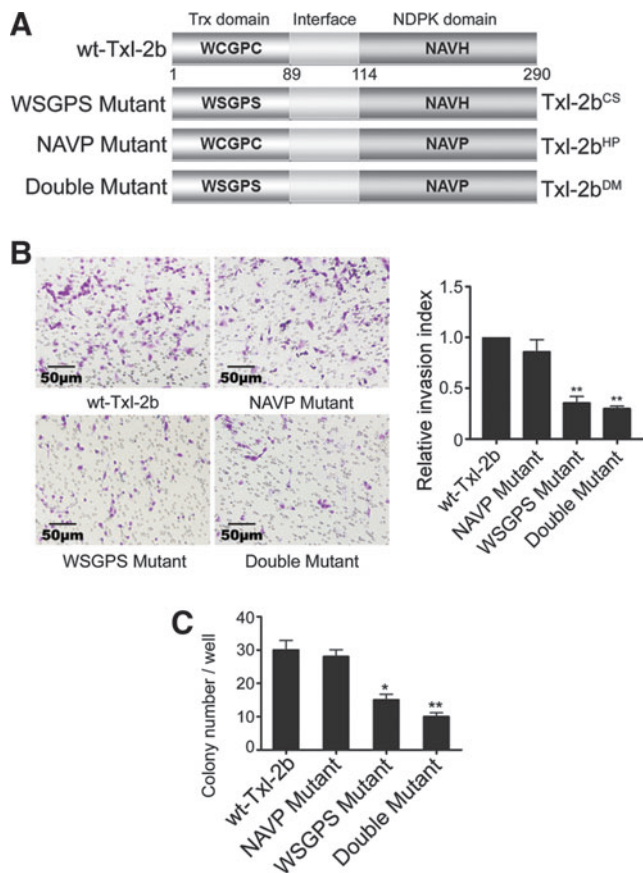 A
Trx domain Interface NDPK domain
wt-Txl-2b WCGPC NAVH
1 89 114 290
WSGPS Mutant WSGPS NAVH Txl-2bCS
NAVP Mutant WCGPC NAVP Txl-2bHP
Double Mutant WSGPS NAVP Txl-2bDM
B
50μm 50μm
wt-Txl-2b NAVP Mutant
50μm 50μm
WSGPS Mutant Double Mutant
Relative invasion index
1.5
1.0
0.5
0
** **
wt-Txl-2b
NAVP Mutant
WSGPS Mutant
Double Mutant
C
Colony number / well
40
30
20
10
0
* **
wt-Txl-2b
NAVP Mutant
WSGPS Mutant
Double Mutant